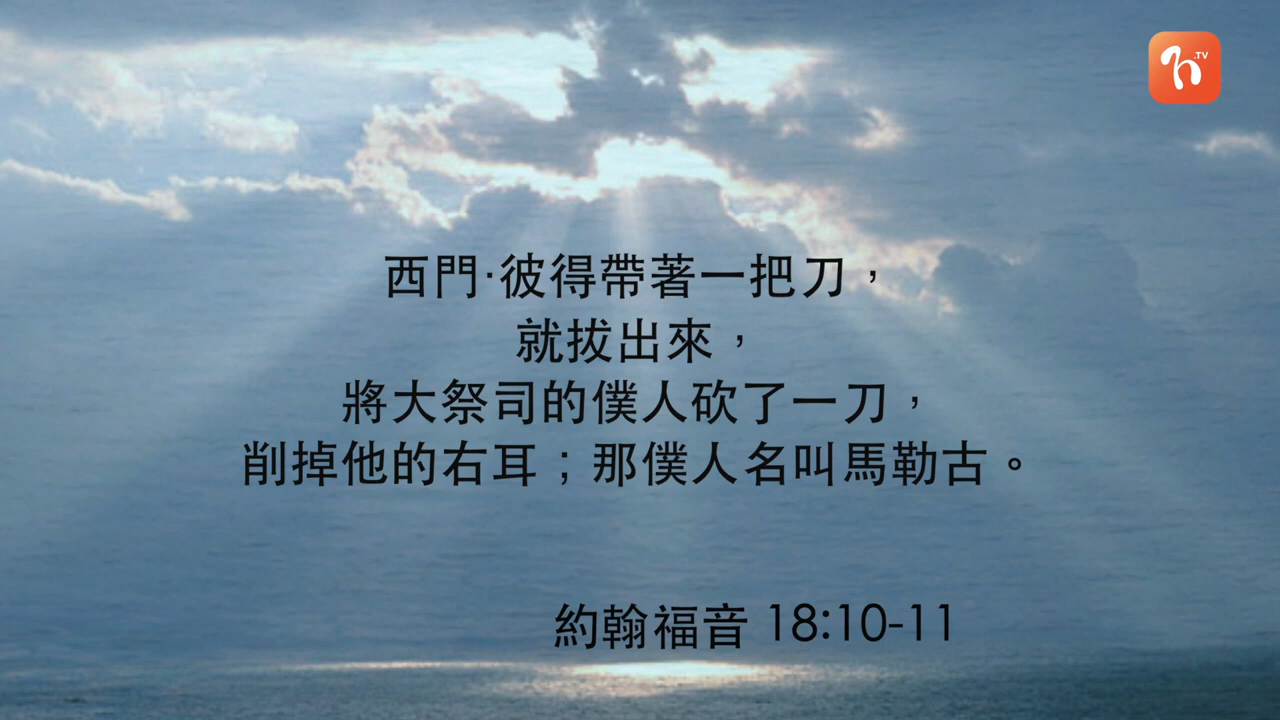 .TV
西門·彼得帶著一把刀，
就拔出來，
將大祭司的僕人砍了一刀，
削掉他的右耳；那僕人名叫馬勒古。
約翰福音 18:10-11